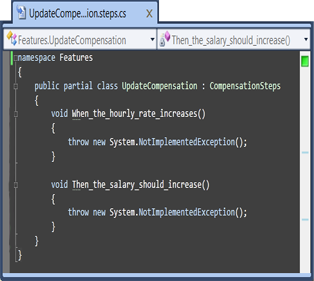 UpdateCompe...ion.steps.cs X
Features.UpdateCompensation
Then_the_salary_should_increase()
namespace Features
{
public partial class UpdateCompensation : CompensationSteps
{
void When_the_hourly_rate_increases()
{
throw new System.NotImplementedException();
}
void Then_the_salary_should_increase()
{
throw new System.NotImplementedException();
}
}
}